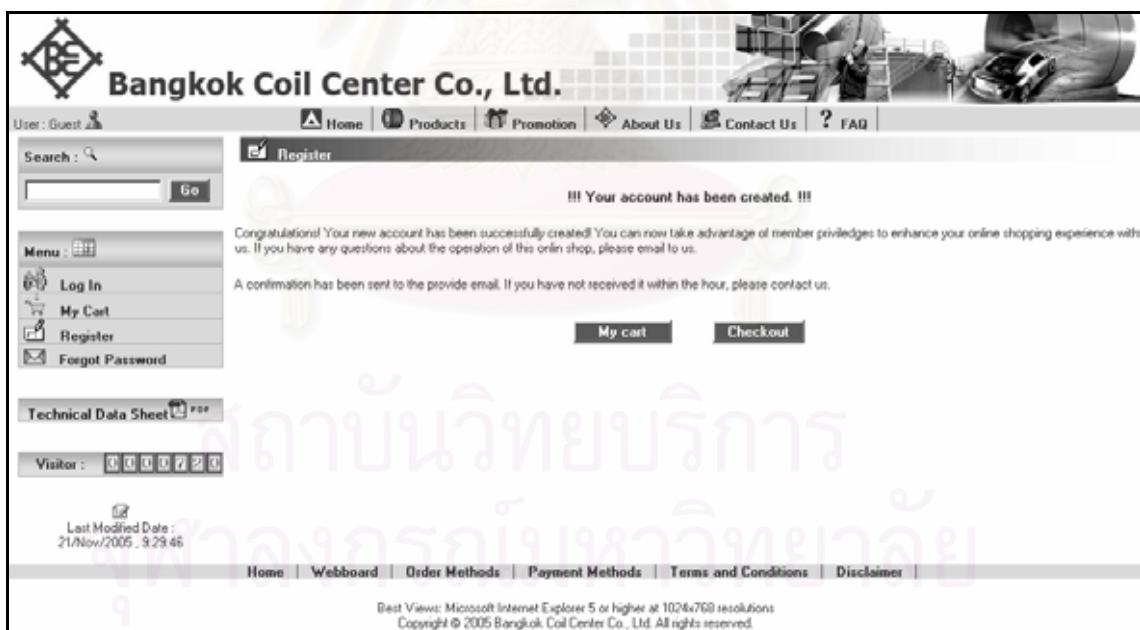 BCE
Bangkok Coil Center Co., Ltd.
User : Guest
Home | Products | Promotion | About Us | Contact Us | ? FAQ |
Search :
Go
Register
!!! Your account has been created. !!!
Congratulations! Your new account has been successfully created! You can now take advantage of member priviledges to enhance your online shopping experience with
us. If you have any questions about the operation of this onlin shop, please email to us.
A confirmation has been sent to the provide email. If you have not received it within the hour, please contact us.
My cart
Checkout
Menu :
Log In
My Cart
Register
Forgot Password
Technical Data Sheet PDF
Visitor : 0000720
Last Modified Date :
21/Nov/2005 , 9:29:46
สถาบันวิทยบริการ
จุฬาลงกรณ์มหาวิทยาลัย
Home | Webboard | Order Methods | Payment Methods | Terms and Conditions | Disclaimer |
Best Views: Microsoft Internet Explorer 5 or higher at 1024x768 resolutions
Copyright © 2005 Bangkok Coil Center Co., Ltd. All rights reserved.